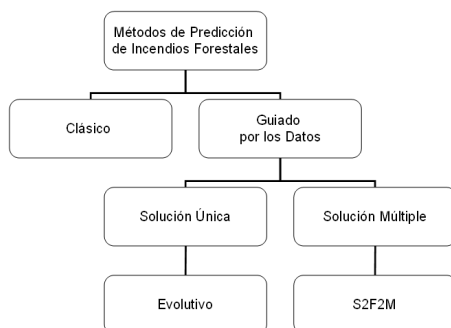 Métodos de Predicción
de Incendios Forestales
Clásico
Guiado
por los Datos
Solución Única
Solución Múltiple
Evolutivo
S2F2M